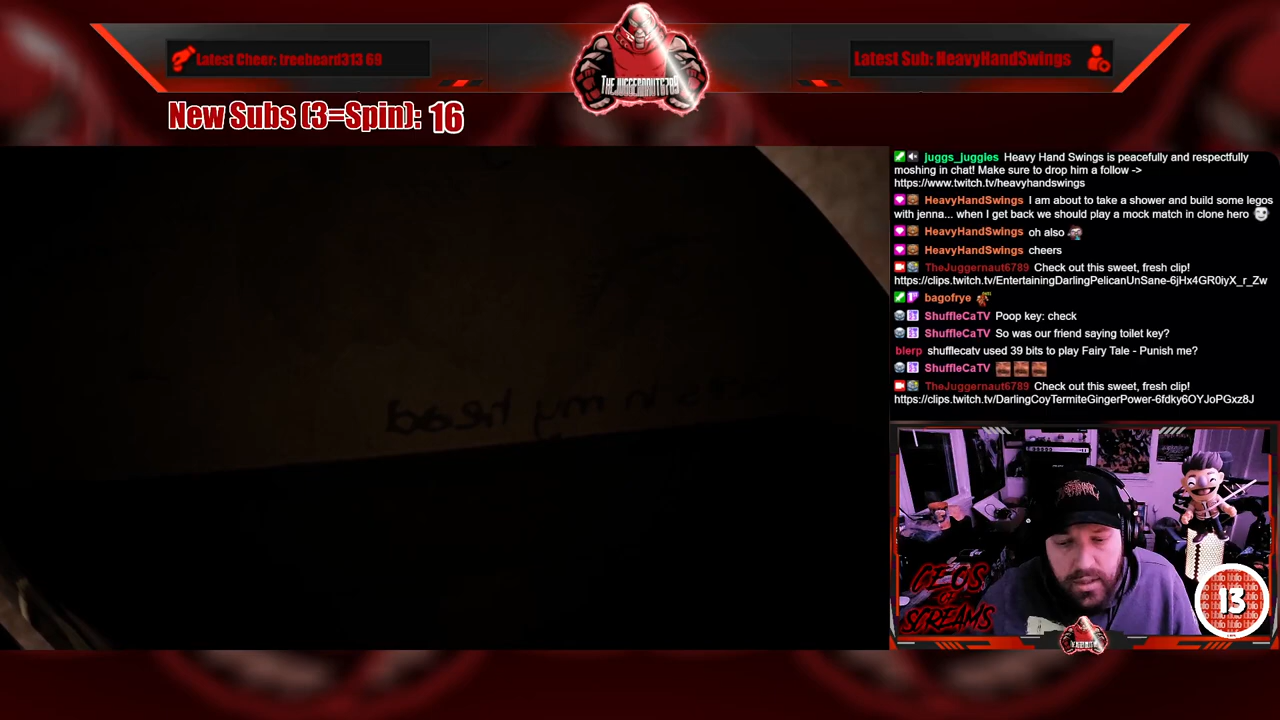 Latest Cheer: treebeard313 69
THEJUGGERNAUT6789
Latest Sub: HeavyHandSwings
New Subs (3=Spin): 16
juggs_juggles Heavy Hand Swings is peacefully and respectfully
moshing in chat! Make sure to drop him a follow ->
https://www.twitch.tv/heavyhandswings
HeavyHandSwings I am about to take a shower and build some legos
with jenna... when I get back we should play a mock match in clone hero
HeavyHandSwings oh also
HeavyHandSwings cheers
TheJuggernaut6789 Check out this sweet, fresh clip!
https://clips.twitch.tv/EntertainingDarlingPelicanUnSane-6jHx4GR0iyX_r_Zw
bagofrye
ShuffleCaTV Poop key: check
ShuffleCaTV So was our friend saying toilet key?
blerp shufflecatv used 39 bits to play Fairy Tale - Punish me?
ShuffleCaTV
TheJuggernaut6789 Check out this sweet, fresh clip!
https://clips.twitch.tv/DarlingCoyTermiteGingerPower-6fdky6OYJoPGxz8J
in my head
SCREAMS
13